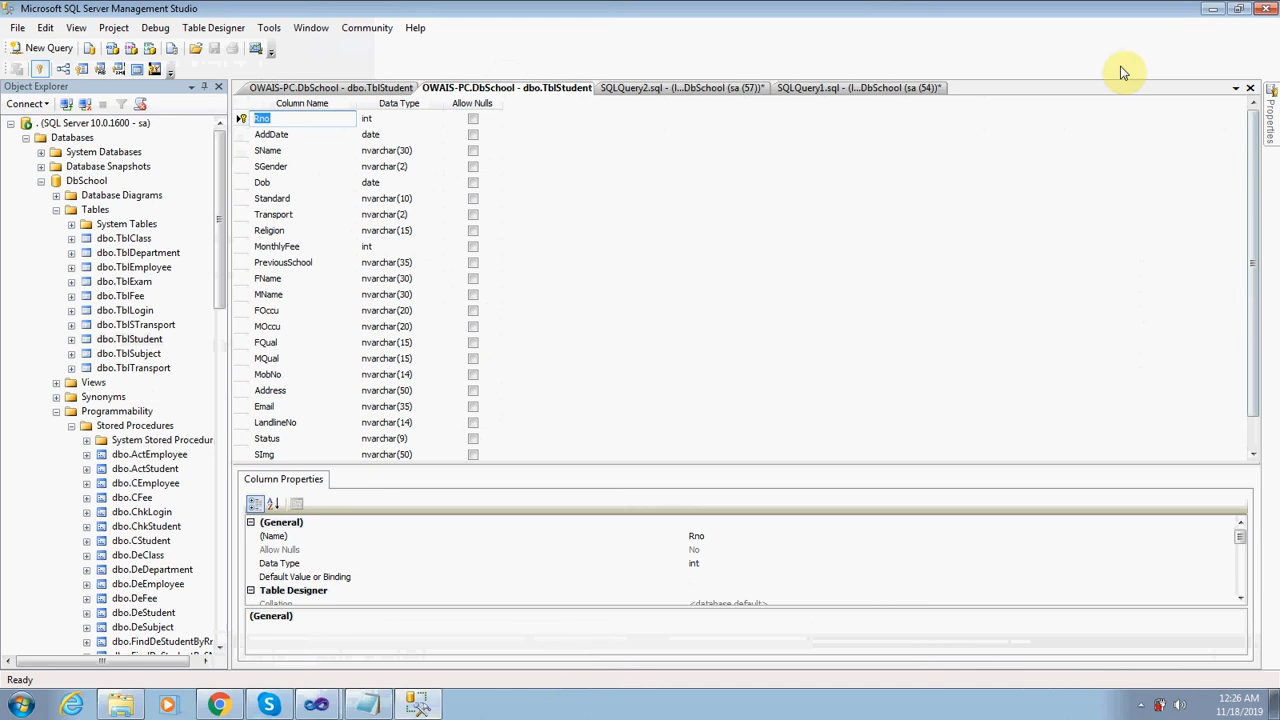 Microsoft SQL Server Management Studio
File Edit View Project Debug Table Designer Tools Window Community Help
New Query
Object Explorer
OWAIS-PC.DbSchool - dbo.TblStudent OWAIS-PC.DbSchool - dbo.TblStudent SQLQuery2.sql - (l...DbSchool (sa (57))* SQLQuery1.sql - (l...DbSchool (sa (54))*
Connect
. (SQL Server 10.0.1600 - sa)
Databases
System Databases
Database Snapshots
DbSchool
Database Diagrams
Tables
System Tables
dbo.TblClass
dbo.TblDepartment
dbo.TblEmployee
dbo.TblExam
dbo.TblFee
dbo.TblLogin
dbo.TblSTransport
dbo.TblStudent
dbo.TblSubject
dbo.TblTransport
Views
Synonyms
Programmability
Stored Procedures
System Stored Procedur
dbo.ActEmployee
dbo.ActStudent
dbo.CEmployee
dbo.CFee
dbo.ChkLogin
dbo.ChkStudent
dbo.CStudent
dbo.DeClass
dbo.DeDepartment
dbo.DeEmployee
dbo.DeFee
dbo.DeStudent
dbo.DeSubject
dbo.FindDeStudentByRr
Column Name Data Type Allow Nulls
Rno int
AddDate date
SName nvarchar(30)
SGender nvarchar(2)
Dob date
Standard nvarchar(10)
Transport nvarchar(2)
Religion nvarchar(15)
MonthlyFee int
PreviousSchool nvarchar(35)
FName nvarchar(30)
MName nvarchar(30)
FOccu nvarchar(20)
MOccu nvarchar(20)
FQual nvarchar(15)
MQual nvarchar(15)
MobNo nvarchar(14)
Address nvarchar(50)
Email nvarchar(35)
LandlineNo nvarchar(14)
Status nvarchar(9)
SImg nvarchar(50)
Column Properties
(General)
(Name) Rno
Allow Nulls No
Data Type int
Default Value or Binding
Table Designer
Collation <database default>
(General)
Properties
Ready
12:26 AM
11/18/2019